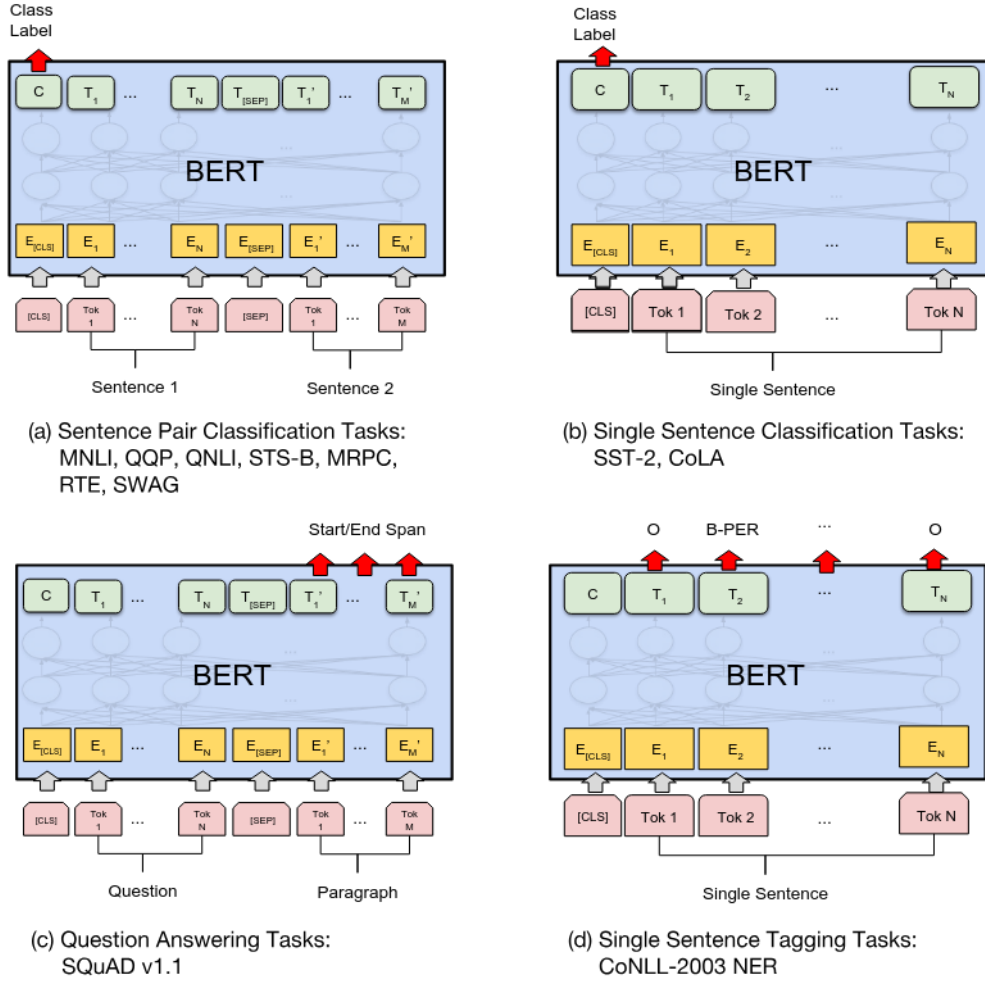 Class
Label
C T1 ... TN T[SEP] T1' ... TM'
...
BERT
...
E[CLS] E1 ... EN E[SEP] E1' ... EM'
[CLS] Tok 1 ... Tok N [SEP] Tok 1 ... Tok M
Sentence 1 Sentence 2
(a) Sentence Pair Classification Tasks:
MNLI, QQP, QNLI, STS-B, MRPC,
RTE, SWAG
Class
Label
C T1 T2 ... TN
...
BERT
...
E[CLS] E1 E2 ... EN
[CLS] Tok 1 Tok 2 ... Tok N
Single Sentence
(b) Single Sentence Classification Tasks:
SST-2, CoLA
Start/End Span
C T1 ... TN T[SEP] T1' ... TM'
...
BERT
...
E[CLS] E1 ... EN E[SEP] E1' ... EM'
[CLS] Tok 1 ... Tok N [SEP] Tok 1 ... Tok M
Question Paragraph
(c) Question Answering Tasks:
SQuAD v1.1
O B-PER ... O
C T1 T2 ... TN
...
BERT
...
E[CLS] E1 E2 ... EN
[CLS] Tok 1 Tok 2 ... Tok N
Single Sentence
(d) Single Sentence Tagging Tasks:
CoNLL-2003 NER